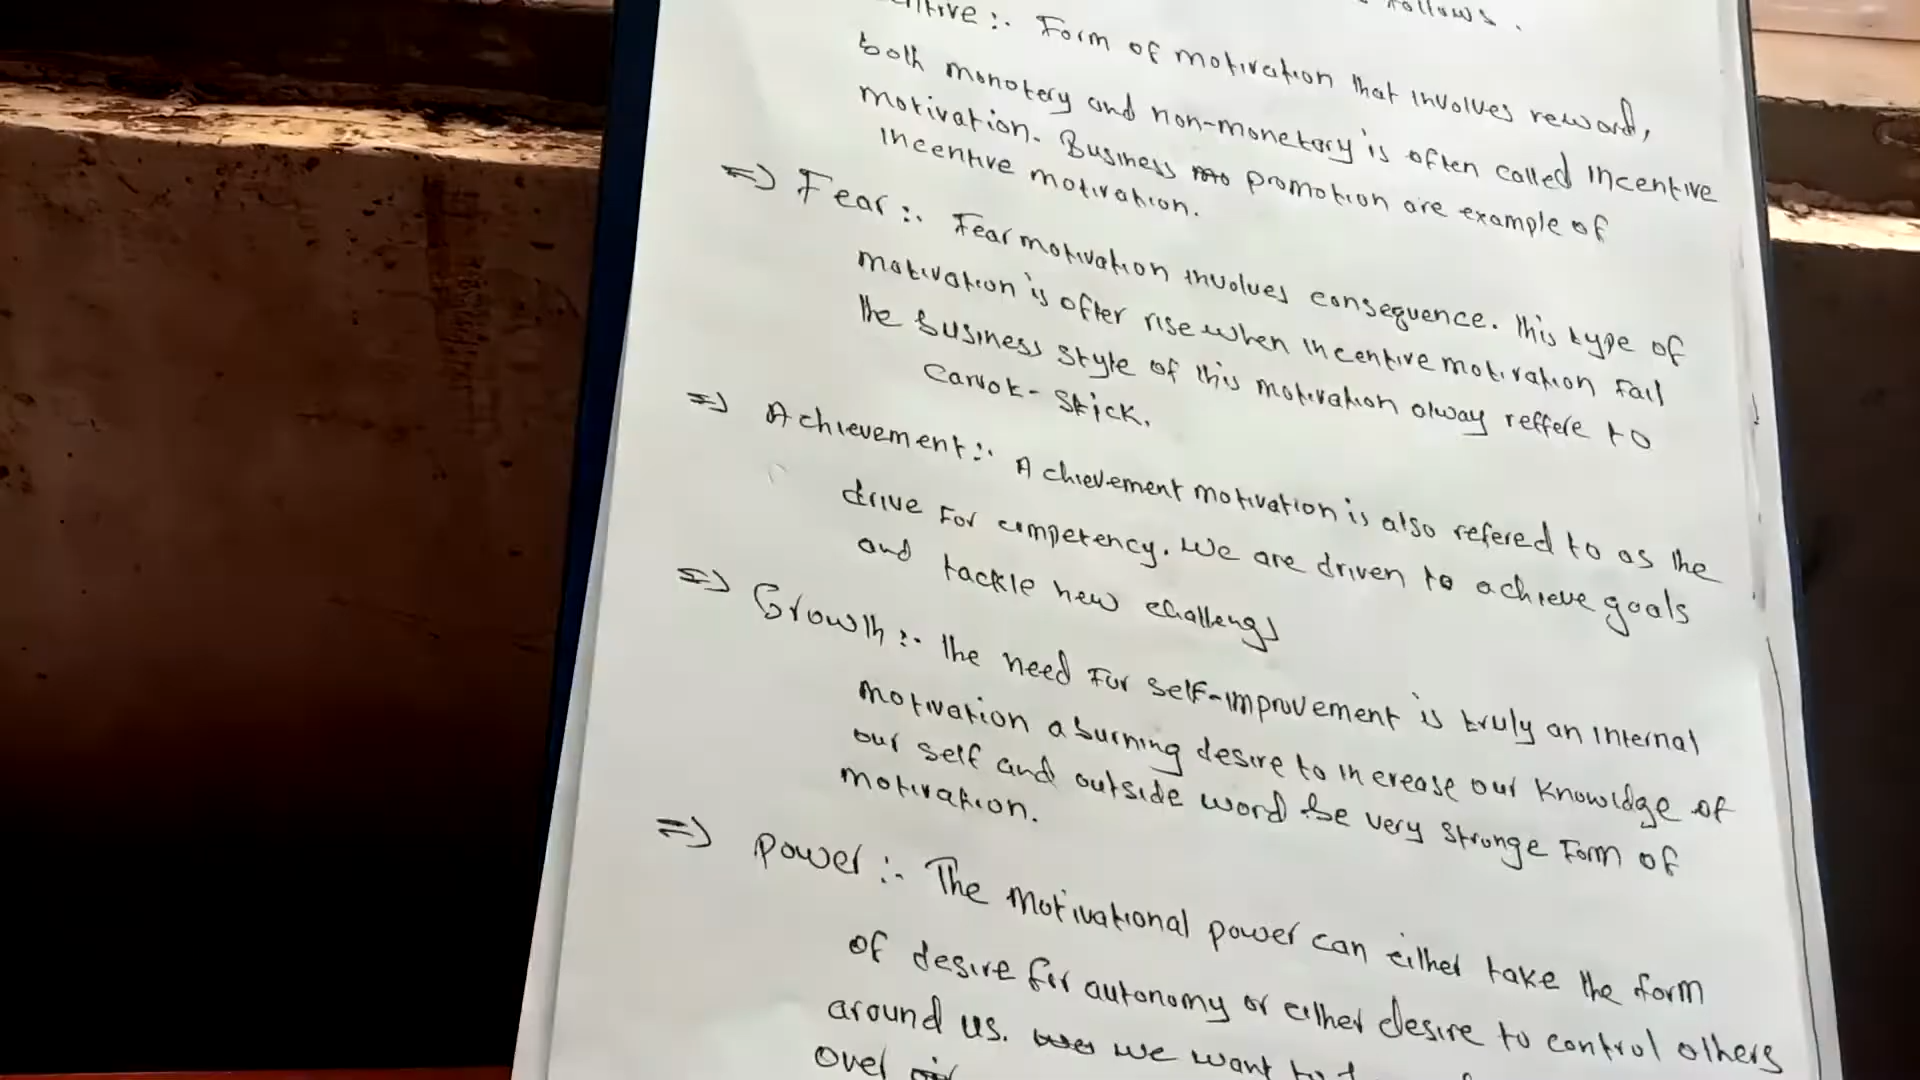 follows.
Form of motivation that involves reward,
both monotery and non-monetary is often called incentive
motivation. Business promotion are example of
incentive motivation.
=> Fear :- Fear motivation involves consequence. this type of
motivation is ofter rise when incentive motivation fail
the business style of this motivation alway reffere to
Carrot - Stick.
=> Achievement :- Achievement motivation is also refered to as the
drive for competency. We are driven to achieve goals
and tackle new challengs
=> Growth :- the need for self-improvement is truly an internal
motivation a burning desire to increase our knowldge of
our self and outside word be very stronge form of
motivation.
=> Power :- The motivational power can either take the form
of desire for autonomy or either desire to control others
around us. we want to
over